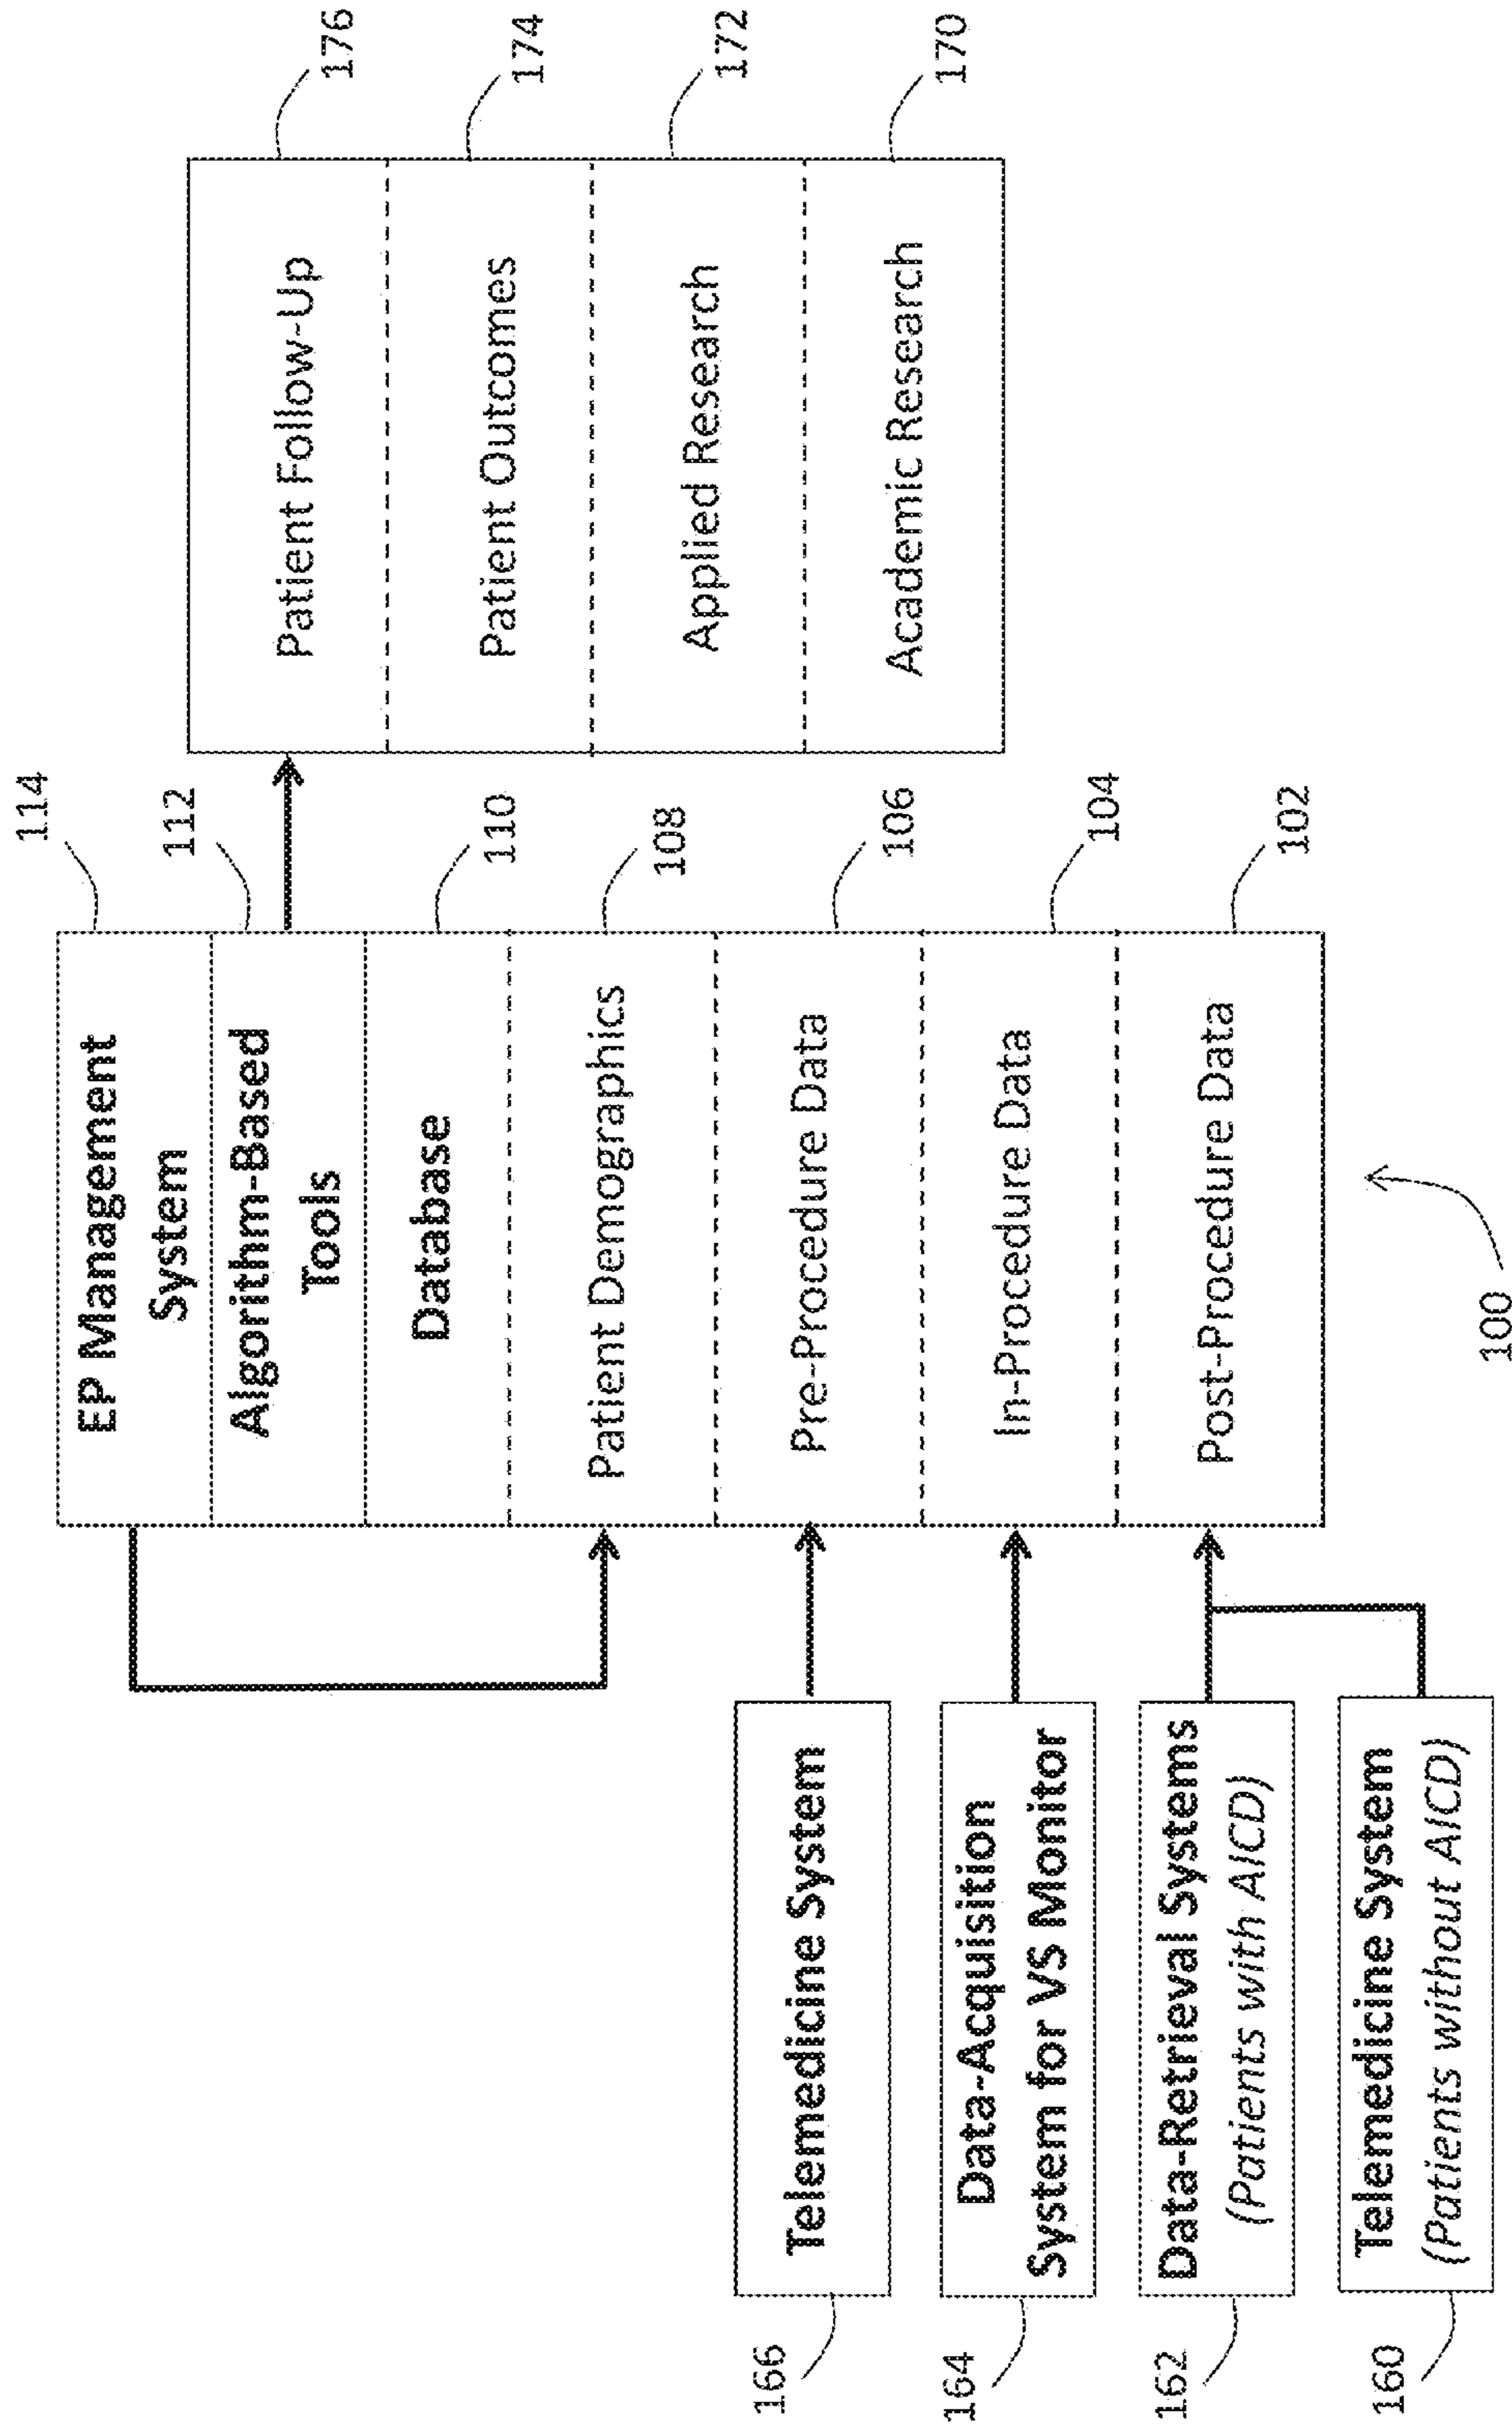 114
EP Management
System
112
Algorithm-Based
Tools
110
Database
108
Patient Demographics
106
Pre-Procedure Data
104
In-Procedure Data
102
Post-Procedure Data
100
176
Patient Follow-Up
174
Patient Outcomes
172
Applied Research
170
Academic Research
166
Telemedicine System
164
Data-Acquisition
System for VS Monitor
162
Data-Retrieval Systems
(Patients with AICD)
160
Telemedicine System
(Patients without AICD)